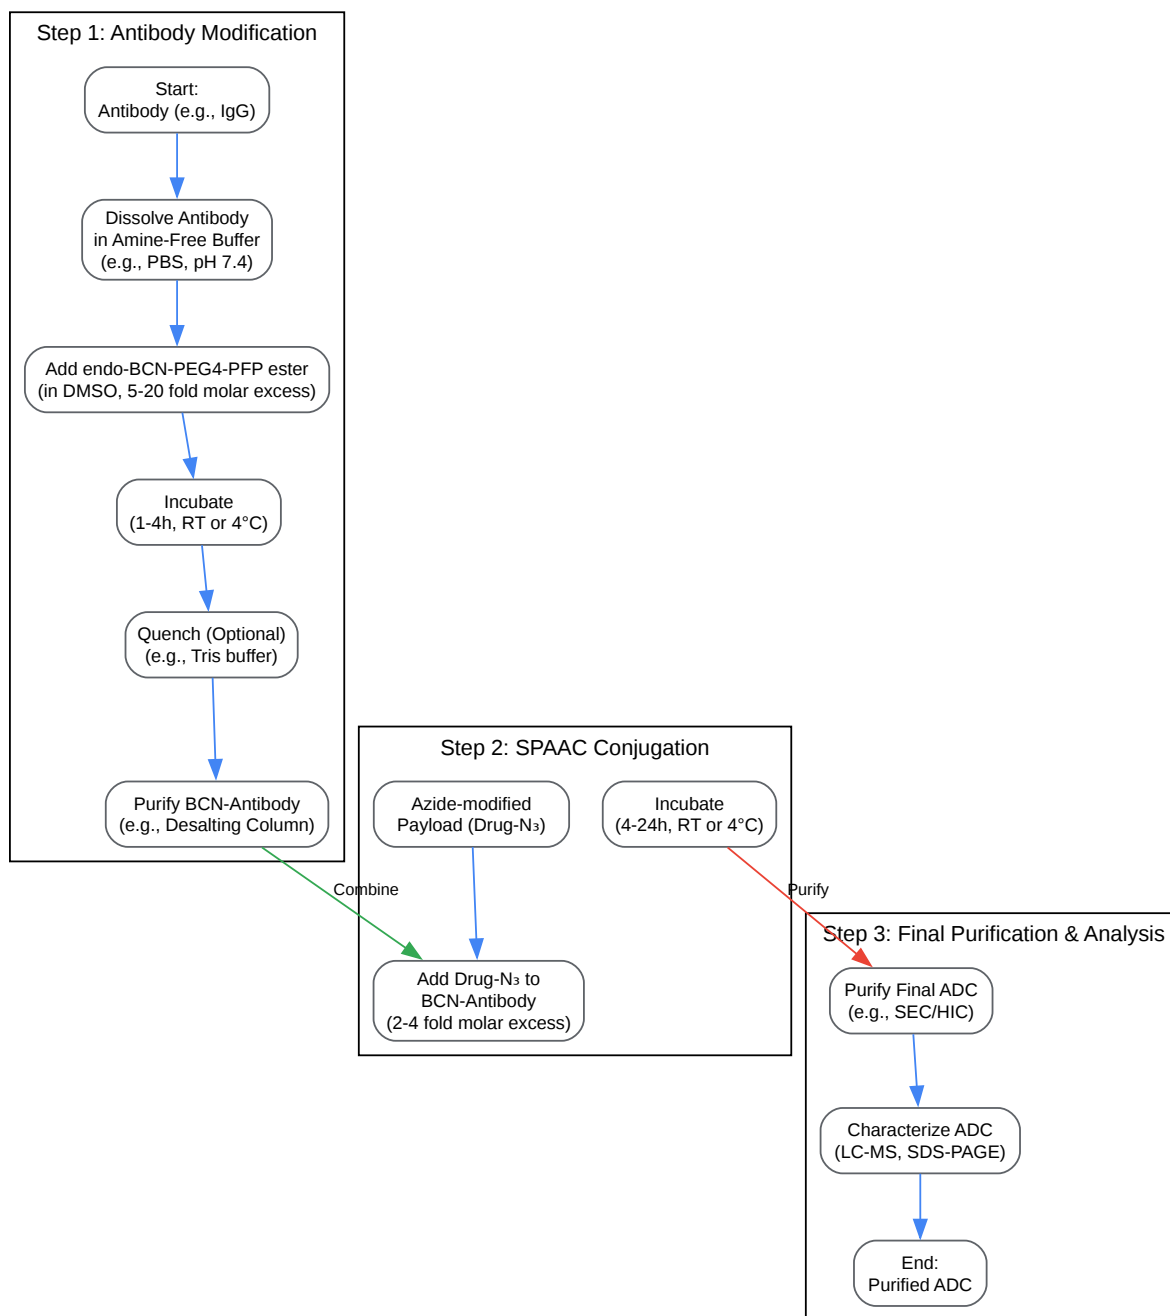 Step 1: Antibody Modification
Start:
Antibody (e.g., IgG)
Dissolve Antibody
in Amine-Free Buffer
(e.g., PBS, pH 7.4)
Add endo-BCN-PEG4-PFP ester
(in DMSO, 5-20 fold molar excess)
Incubate
(1-4h, RT or 4°C)
Quench (Optional)
(e.g., Tris buffer)
Purify BCN-Antibody
(e.g., Desalting Column)
Combine
Step 2: SPAAC Conjugation
Azide-modified
Payload (Drug-N₃)
Add Drug-N₃ to
BCN-Antibody
(2-4 fold molar excess)
Incubate
(4-24h, RT or 4°C)
Purify
Step 3: Final Purification & Analysis
Purify Final ADC
(e.g., SEC/HIC)
Characterize ADC
(LC-MS, SDS-PAGE)
End:
Purified ADC